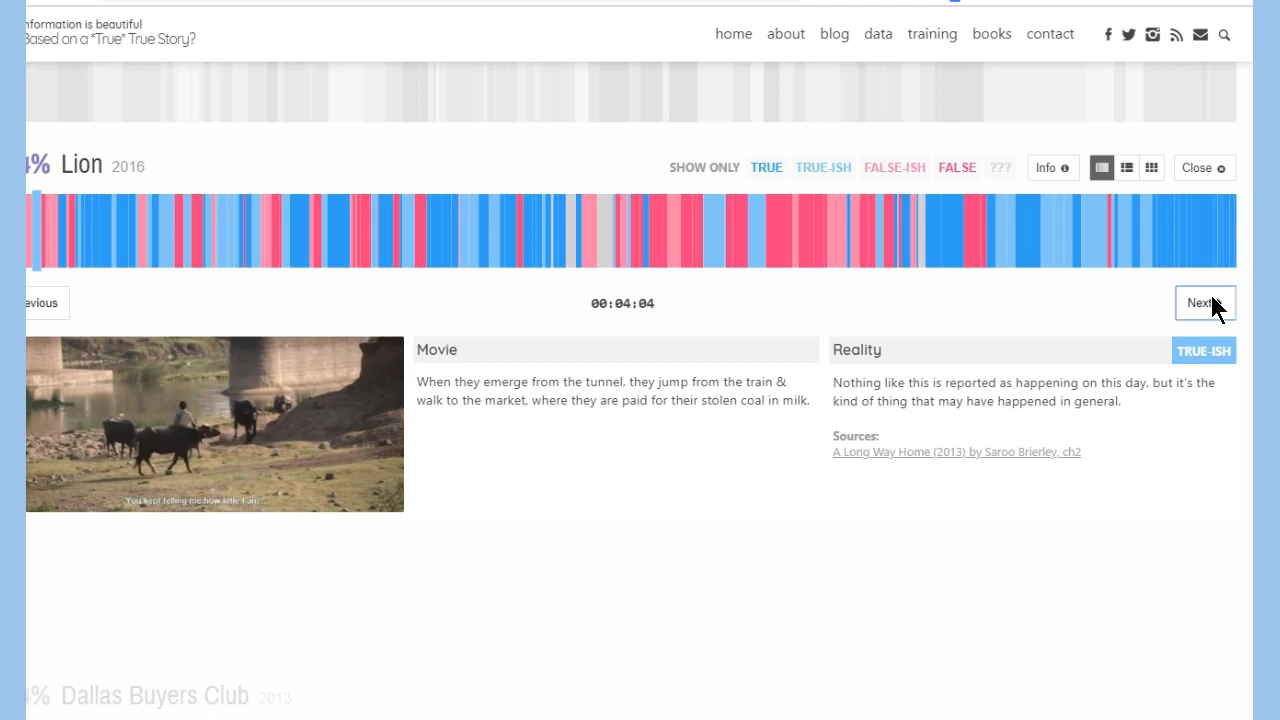 nformation is beautiful
Based on a *True* True Story?
home about blog data training books contact
4% Lion 2016
SHOW ONLY TRUE TRUE-ISH FALSE-ISH FALSE ??? Info Close
evious 00:04:04 Next
Movie
When they emerge from the tunnel, they jump from the train &
walk to the market, where they are paid for their stolen coal in milk.
Reality TRUE-ISH
Nothing like this is reported as happening on this day, but it's the
kind of thing that may have happened in general.
Sources:
A Long Way Home (2013) by Saroo Brierley, ch2
You kept telling me how little I am...
4% Dallas Buyers Club 2013